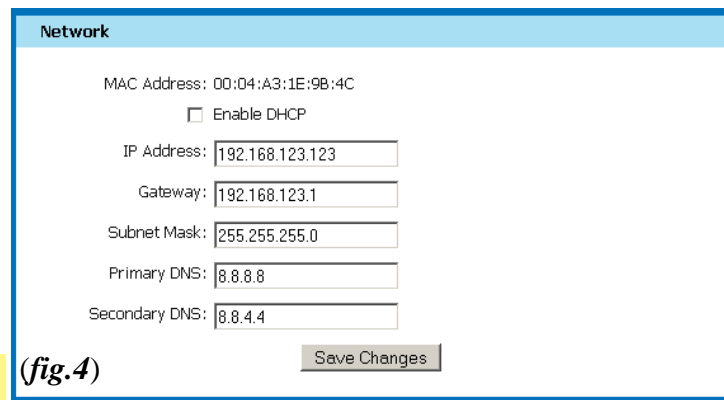 Network
MAC Address: 00:04:A3:1E:9B:4C
Enable DHCP
IP Address: 192.168.123.123
Gateway: 192.168.123.1
Subnet Mask: 255.255.255.0
Primary DNS: 8.8.8.8
Secondary DNS: 8.8.4.4
Save Changes
(fig.4)